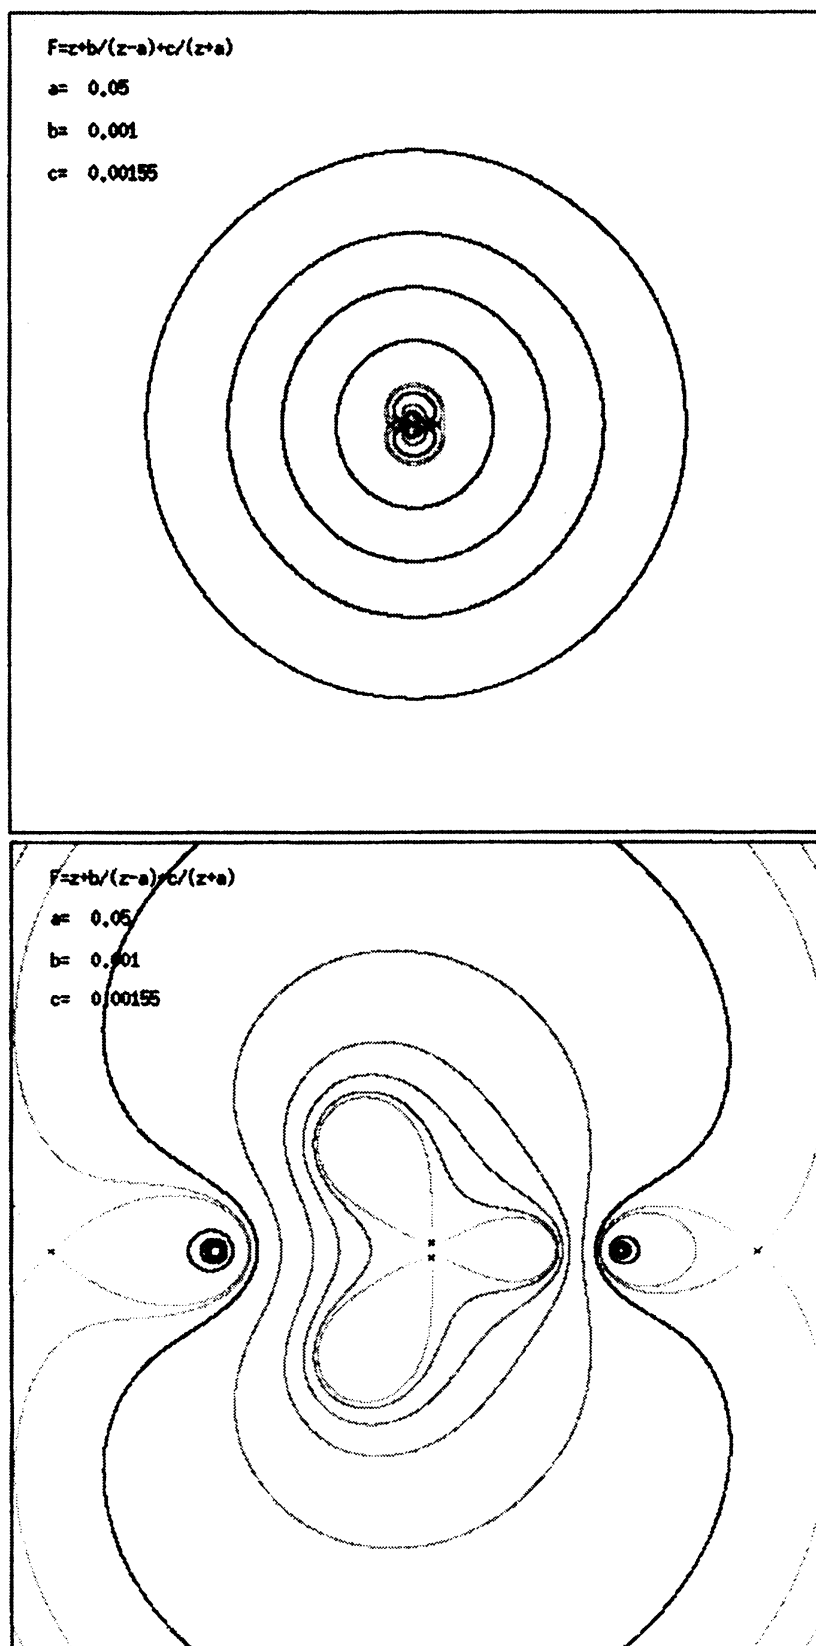 F=z+b/(z-a)+c/(z+a)
a= 0.05
b= 0.001
c= 0.00155
F=z+b/(z-a)+c/(z+a)
a= 0.05
b= 0.001
c= 0.00155